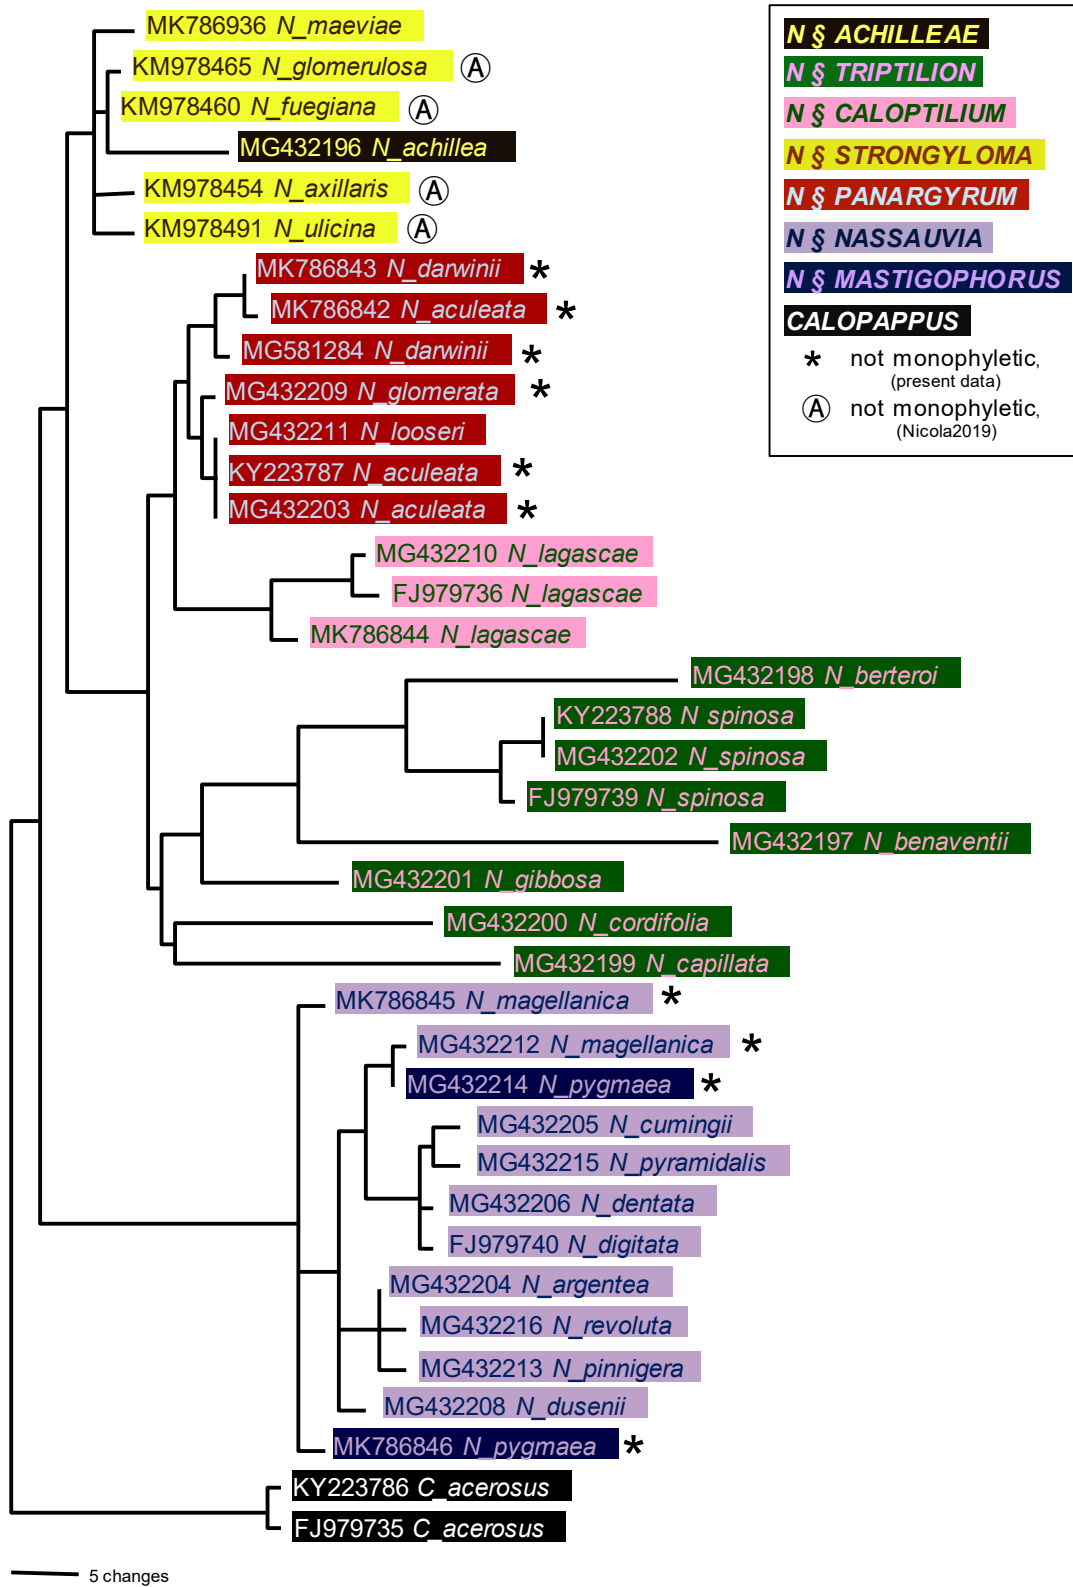 MK786936 N_maeviae
KM978465 N_glomerulosa Ⓐ
KM978460 N_fuegiana Ⓐ
MG432196 N_achillea
KM978454 N_axillaris Ⓐ
KM978491 N_ulicina Ⓐ
MK786843 N_darwinii *
MK786842 N_aculeata *
MG581284 N_darwinii *
MG432209 N_glomerata *
MG432211 N_looseri
KY223787 N_aculeata *
MG432203 N_aculeata *
MG432210 N_lagascae
FJ979736 N_lagascae
MK786844 N_lagascae
MG432198 N_berteroi
KY223788 N spinosa
MG432202 N_spinosa
FJ979739 N_spinosa
MG432197 N_benaventii
MG432201 N_gibbosa
MG432200 N_cordifolia
MG432199 N_capillata
MK786845 N_magellanica *
MG432212 N_magellanica *
MG432214 N_pygmaea *
MG432205 N_cumingii
MG432215 N_pyramidalis
MG432206 N_dentata
FJ979740 N_digitata
MG432204 N_argentea
MG432216 N_revoluta
MG432213 N_pinnigera
MG432208 N_dusenii
MK786846 N_pygmaea *
KY223786 C_acerosus
FJ979735 C_acerosus
5 changes
N § ACHILLEAE
N § TRIPTILION
N § CALOPTILIUM
N § STRONGYLOMA
N § PANARGYRUM
N § NASSAUVIA
N § MASTIGOPHORUS
CALOPAPPUS
* not monophyletic,
(present data)
Ⓐ not monophyletic,
(Nicola2019)